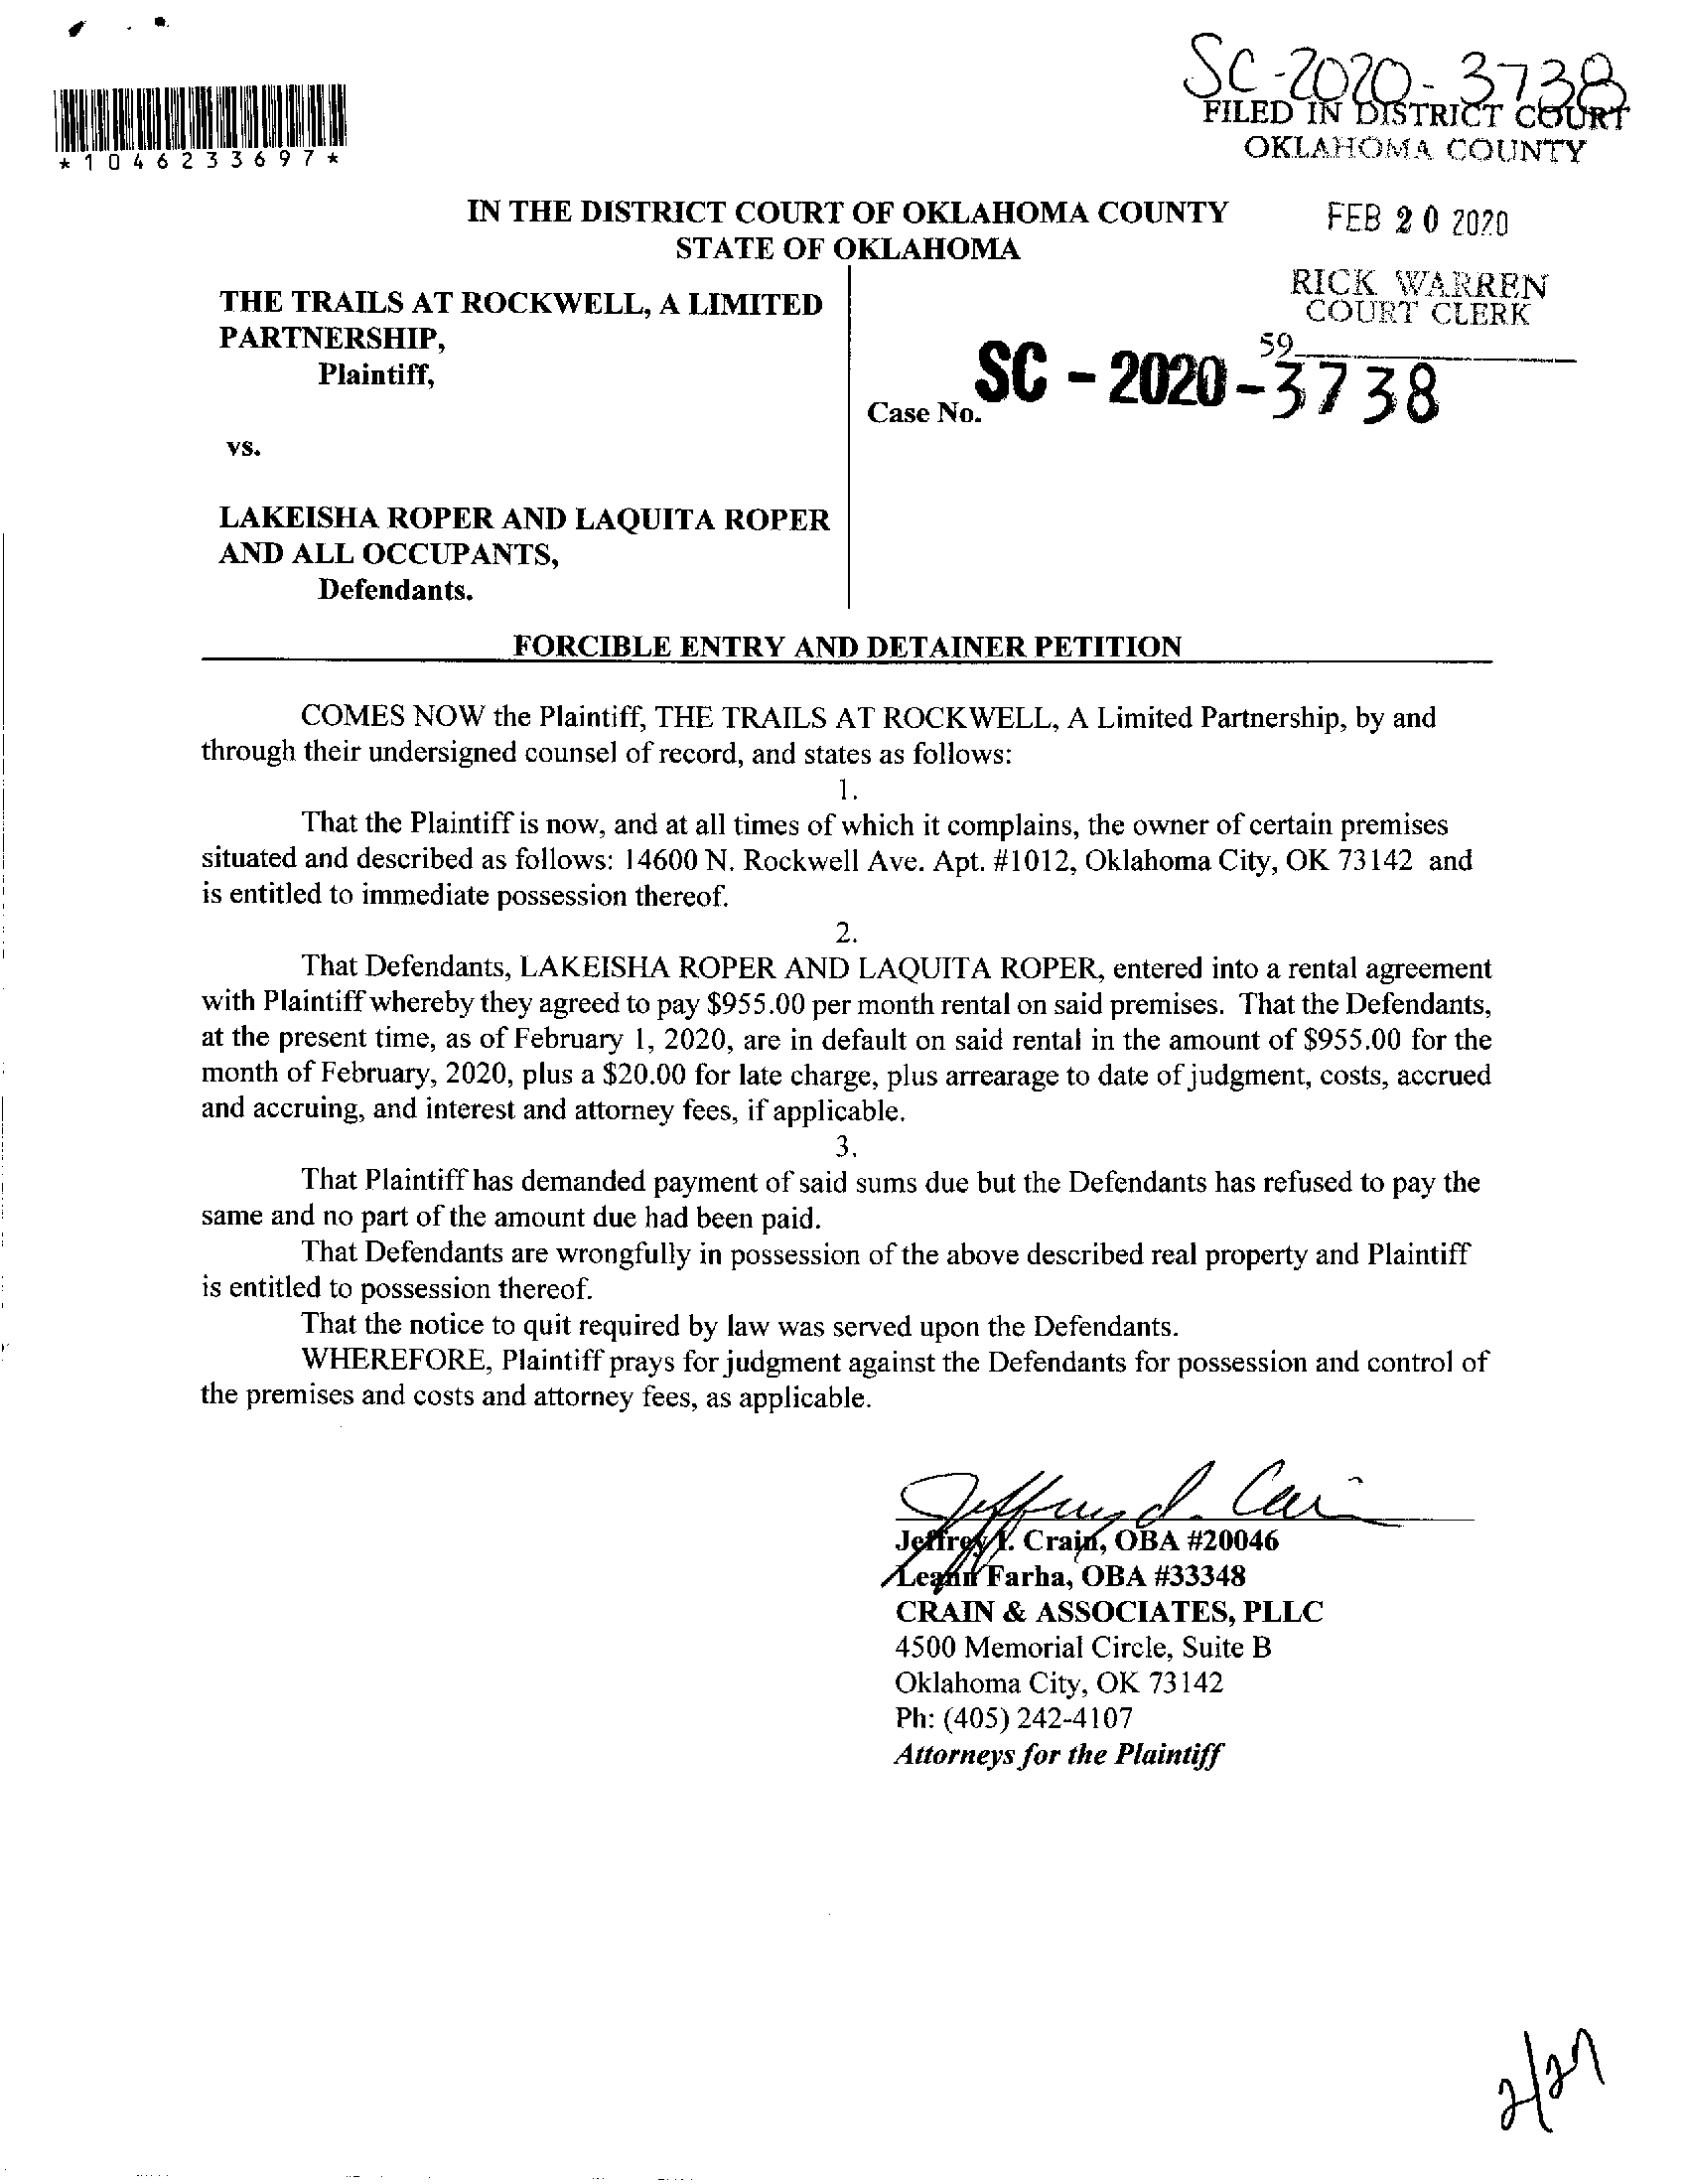 SC-2020-3738
FILED IN DISTRICT COURT
OKLAHOMA COUNTY
*1046233697*
IN THE DISTRICT COURT OF OKLAHOMA COUNTY
STATE OF OKLAHOMA
FEB 20 2020
RICK WARREN
COURT CLERK
59
THE TRAILS AT ROCKWELL, A LIMITED
PARTNERSHIP,
Plaintiff,
Case No. SC - 2020 - 3738
vs.
LAKEISHA ROPER AND LAQUITA ROPER
AND ALL OCCUPANTS,
Defendants.
FORCIBLE ENTRY AND DETAINER PETITION
COMES NOW the Plaintiff, THE TRAILS AT ROCKWELL, A Limited Partnership, by and
through their undersigned counsel of record, and states as follows:
1.
That the Plaintiff is now, and at all times of which it complains, the owner of certain premises
situated and described as follows: 14600 N. Rockwell Ave. Apt. #1012, Oklahoma City, OK 73142 and
is entitled to immediate possession thereof.
2.
That Defendants, LAKEISHA ROPER AND LAQUITA ROPER, entered into a rental agreement
with Plaintiff whereby they agreed to pay $955.00 per month rental on said premises. That the Defendants,
at the present time, as of February 1, 2020, are in default on said rental in the amount of $955.00 for the
month of February, 2020, plus a $20.00 for late charge, plus arrearage to date of judgment, costs, accrued
and accruing, and interest and attorney fees, if applicable.
3.
That Plaintiff has demanded payment of said sums due but the Defendants has refused to pay the
same and no part of the amount due had been paid.
That Defendants are wrongfully in possession of the above described real property and Plaintiff
is entitled to possession thereof.
That the notice to quit required by law was served upon the Defendants.
WHEREFORE, Plaintiff prays for judgment against the Defendants for possession and control of
the premises and costs and attorney fees, as applicable.
Jeffrey Crain, OBA #20046
Leann Farha, OBA #33348
CRAIN & ASSOCIATES, PLLC
4500 Memorial Circle, Suite B
Oklahoma City, OK 73142
Ph: (405) 242-4107
Attorneys for the Plaintiff
2/27